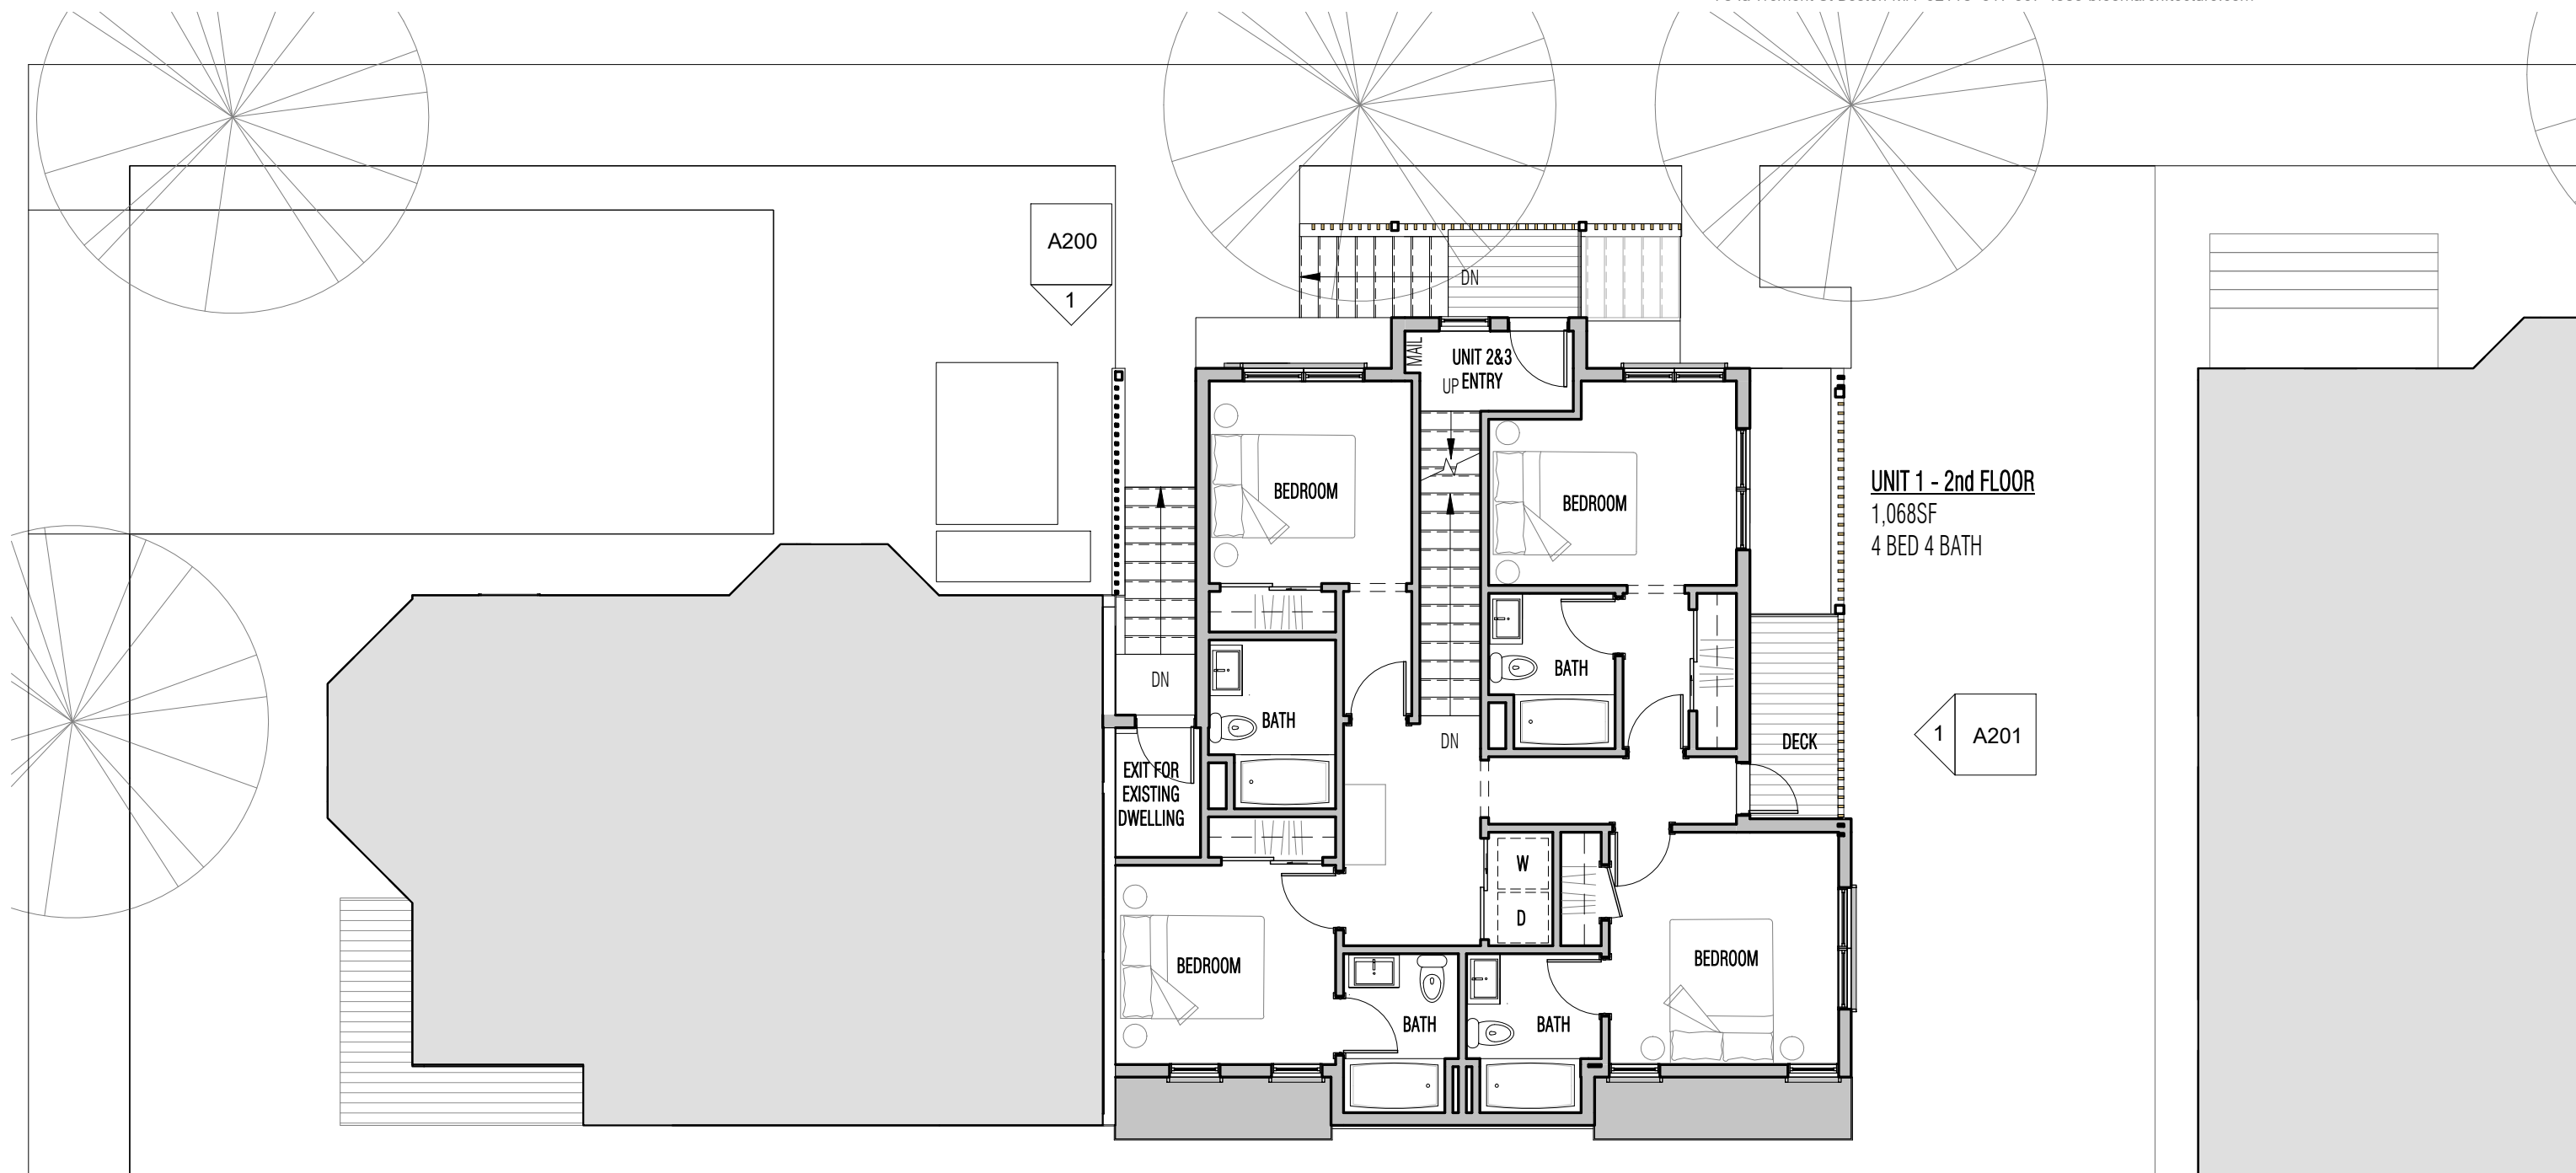 A200
1
DN
MAIL
UNIT 2&3
ENTRY
UP
BEDROOM
BEDROOM
UNIT 1 - 2nd FLOOR
1,068SF
4 BED 4 BATH
DN
BATH
BATH
DN
DECK
1
A201
EXIT FOR
EXISTING
DWELLING
W
D
BEDROOM
BEDROOM
BATH
BATH